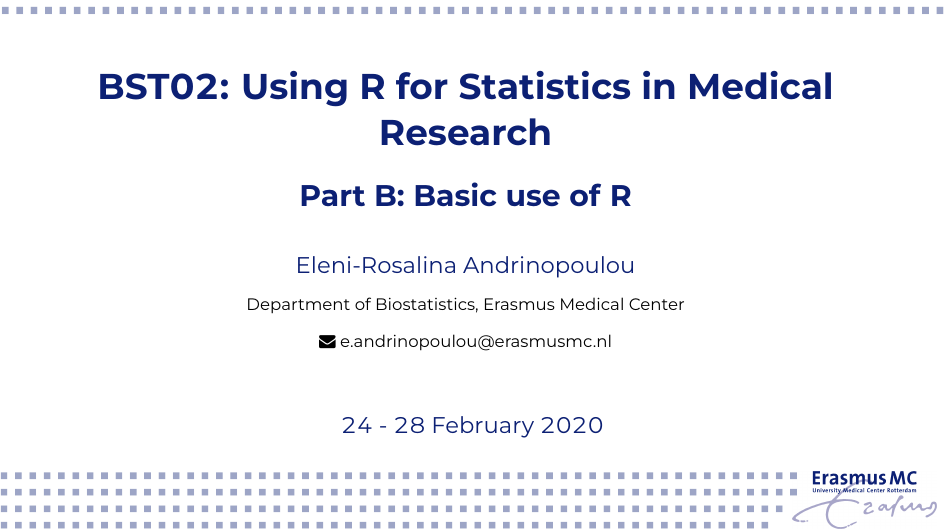 BST02: Using R for Statistics in Medical
Research
Part B: Basic use of R
Eleni-Rosalina Andrinopoulou
Department of Biostatistics, Erasmus Medical Center
e.andrinopoulou@erasmusmc.nl
24 - 28 February 2020
Erasmus MC
University Medical Center Rotterdam
Erasmus